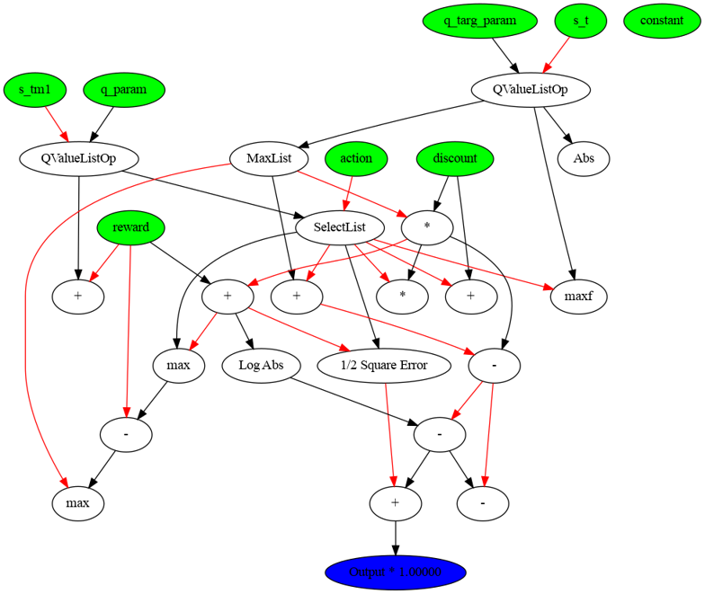 q_targ_param s_t constant
s_tm1 q_param QValueListOp
QValueListOp MaxList action discount Abs
reward SelectList *
+ + + * + maxf
max Log Abs 1/2 Square Error -
- -
max + -
Output * 1.00000